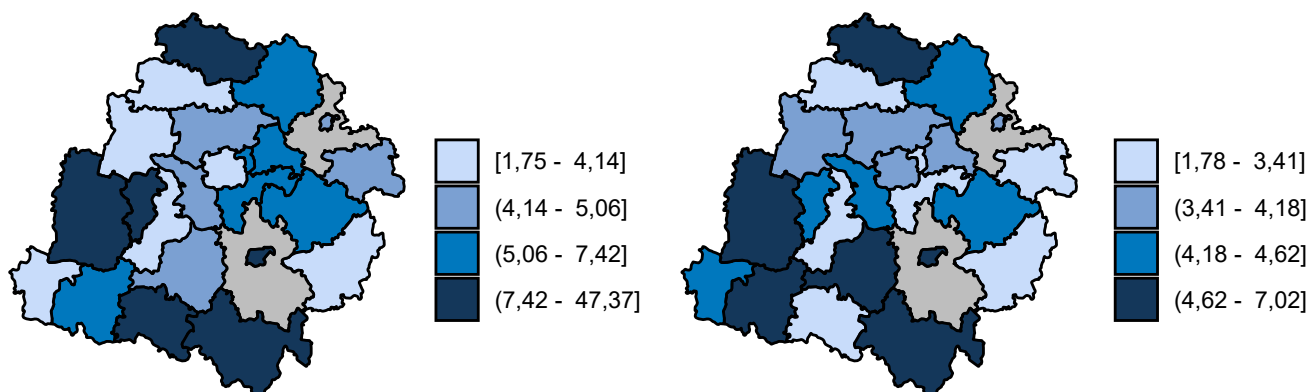 [1,75 - 4,14]
(4,14 - 5,06]
(5,06 - 7,42]
(7,42 - 47,37]
[1,78 - 3,41]
(3,41 - 4,18]
(4,18 - 4,62]
(4,62 - 7,02]